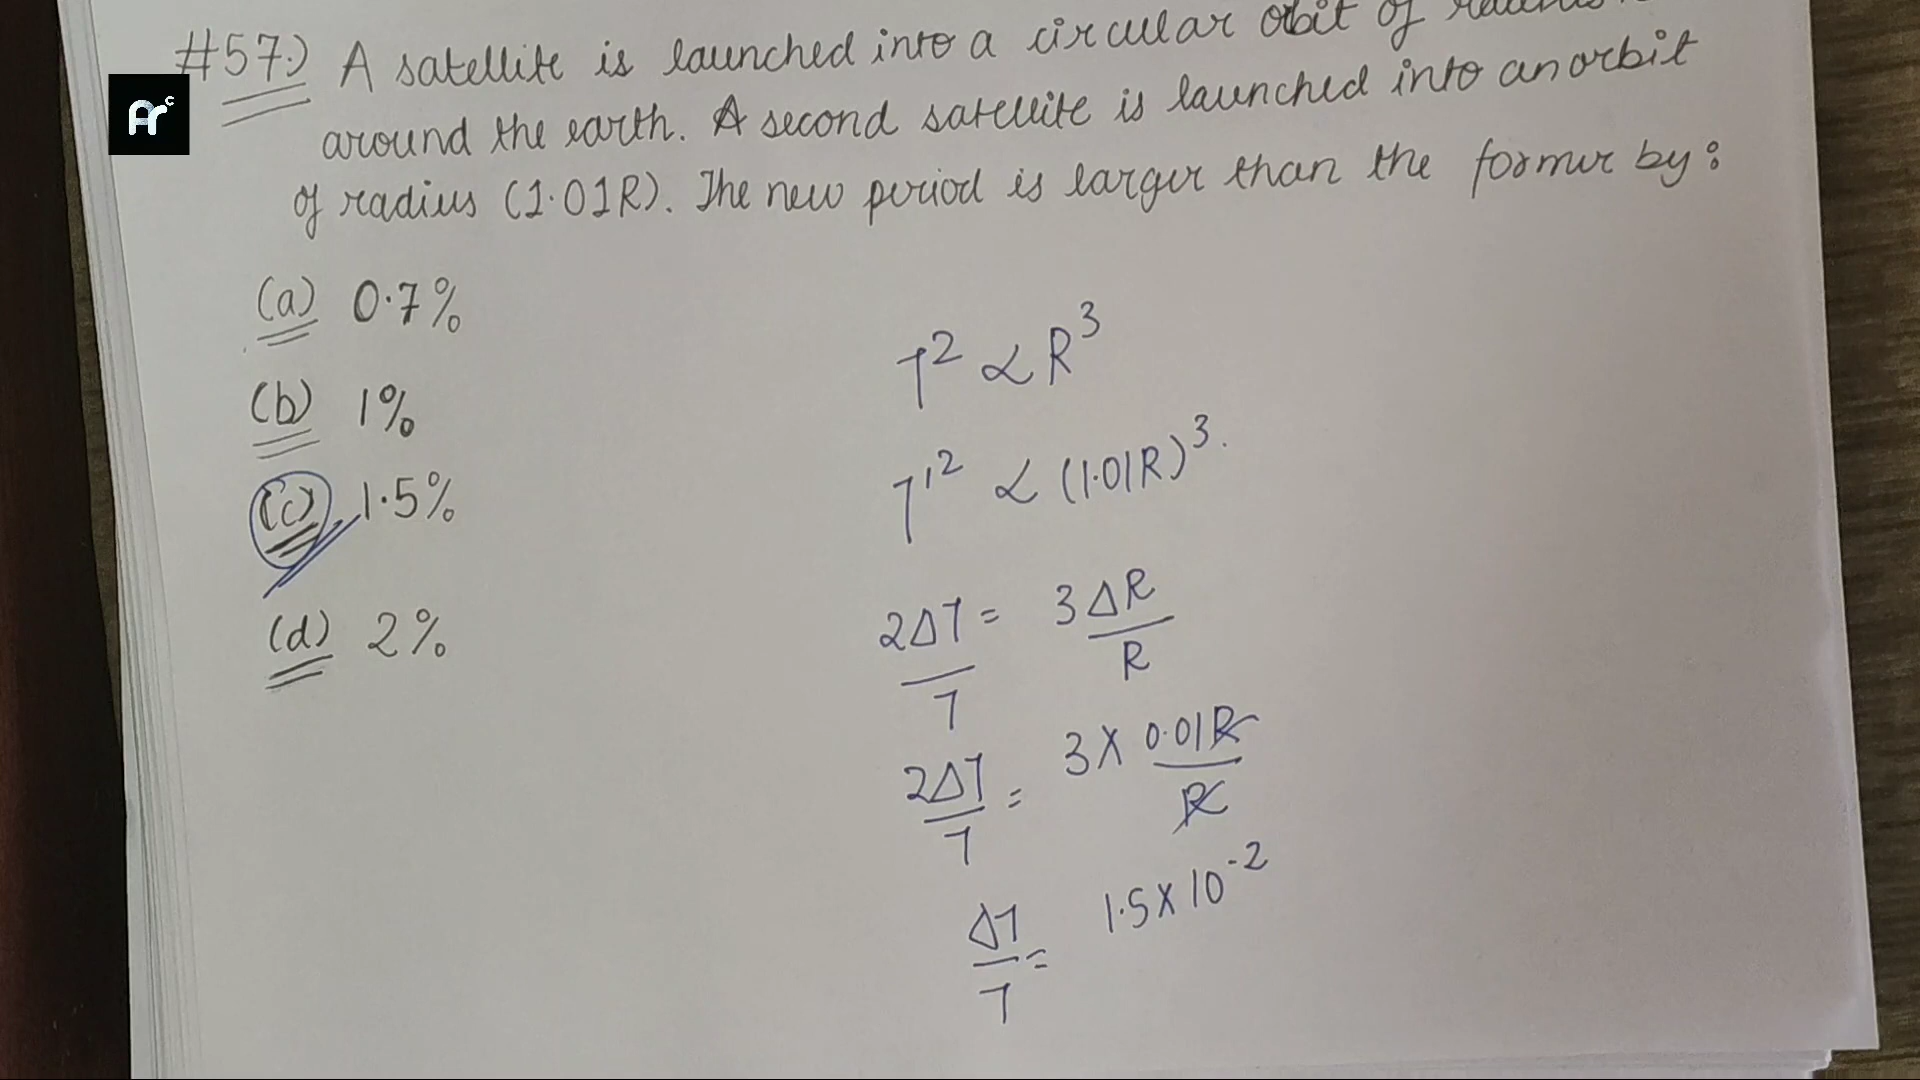 #57.) A satellite is launched into a circular orbit of radius
around the earth. A second satellite is launched into an orbit
of radius (1.01R). The new period is larger than the former by:
(a) 0.7%
(b) 1%
(c) 1.5%
(d) 2%
T² ∝ R³
T'² ∝ (1.01R)³.
2ΔT/T = 3ΔR/R
2ΔT/T = 3 × 0.01R/R
ΔT/T = 1.5 × 10⁻²
Ar c